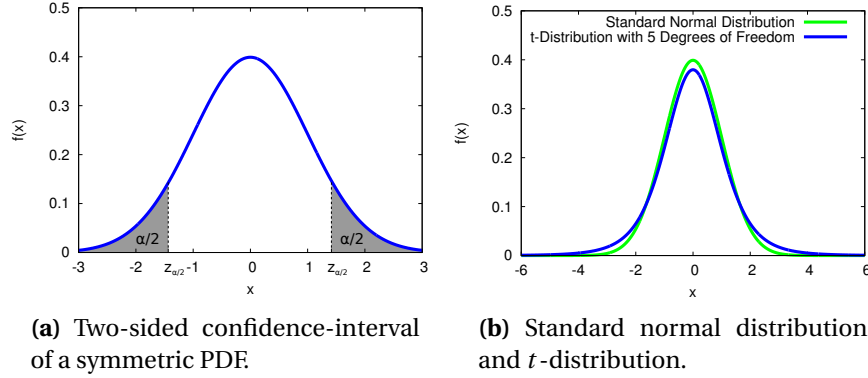 0.5
0.4
0.3
0.2
0.1
0
f(x)
α/2
α/2
-3
-2
z_{α/2}
-1
0
1
z_{α/2}
2
3
x
(a) Two-sided confidence-interval
of a symmetric PDF.
Standard Normal Distribution
t-Distribution with 5 Degrees of Freedom
0.5
0.4
0.3
0.2
0.1
0
f(x)
-6
-4
-2
0
2
4
6
x
(b) Standard normal distribution
and t-distribution.